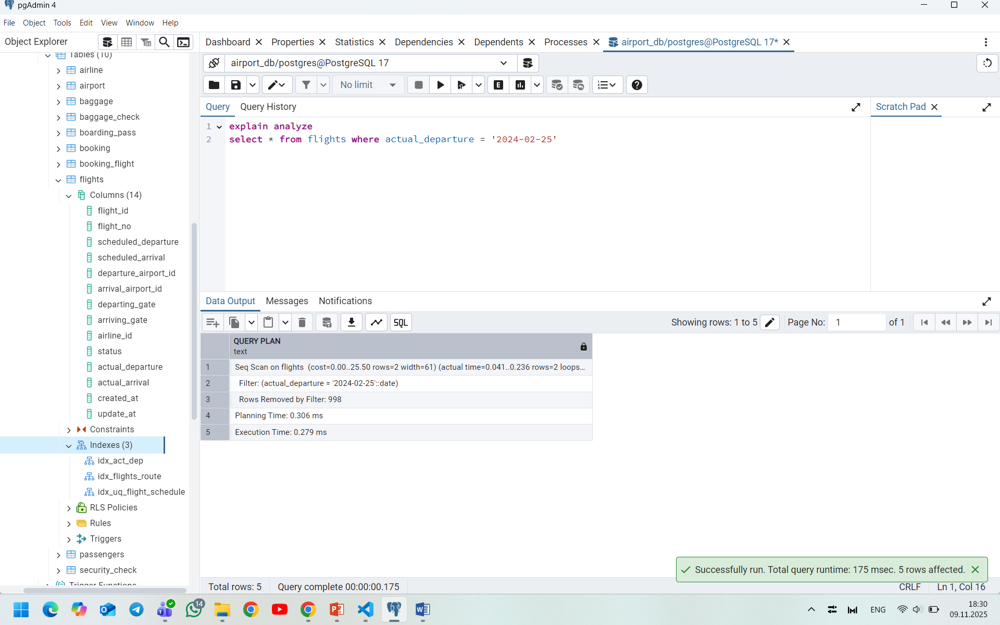 pgAdmin 4
File Object Tools Edit View Window Help
Object Explorer
Dashboard Properties Statistics Dependencies Dependents Processes airport_db/postgres@PostgreSQL 17*
airport_db/postgres@PostgreSQL 17
No limit
E
Query Query History
Scratch Pad
1 explain analyze
2 select * from flights where actual_departure = '2024-02-25'
Tables (10)
airline
airport
baggage
baggage_check
boarding_pass
booking
booking_flight
flights
Columns (14)
flight_id
flight_no
scheduled_departure
scheduled_arrival
departure_airport_id
arrival_airport_id
departing_gate
arriving_gate
airline_id
status
actual_departure
actual_arrival
created_at
update_at
Constraints
Indexes (3)
idx_act_dep
idx_flights_route
idx_uq_flight_schedule
RLS Policies
Rules
Triggers
passengers
security_check
Trigger Functions
Data Output Messages Notifications
SQL
Showing rows: 1 to 5
Page No: 1 of 1
QUERY PLAN
text
1 Seq Scan on flights (cost=0.00..25.50 rows=2 width=61) (actual time=0.041..0.236 rows=2 loops…
2 Filter: (actual_departure = '2024-02-25'::date)
3 Rows Removed by Filter: 998
4 Planning Time: 0.306 ms
5 Execution Time: 0.279 ms
Successfully run. Total query runtime: 175 msec. 5 rows affected.
Total rows: 5 Query complete 00:00:00.175
CRLF Ln 1, Col 16
14
ENG
18:30
09.11.2025